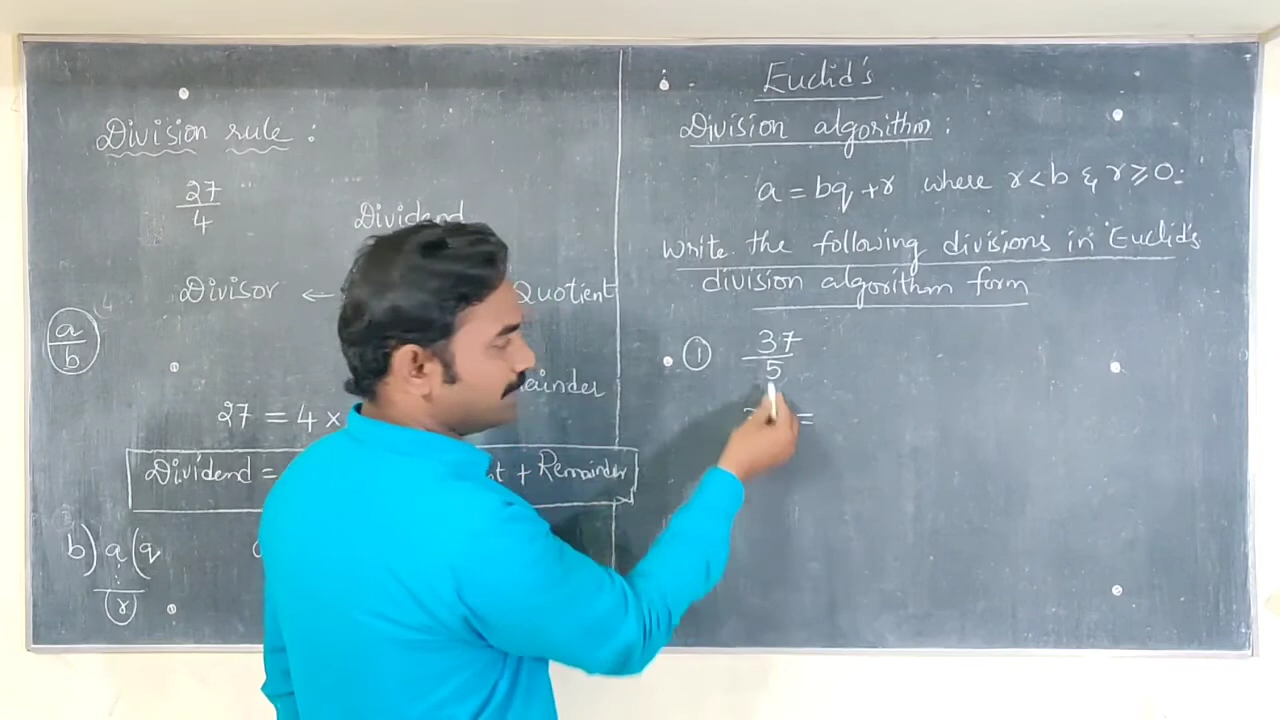 Division rule :
27
4
Dividend
Divisor ← Quotient
a
b
27 = 4 ×
Dividend = + Remainder
b) a (q
(r)
Euclid's
Division algorithm :
a = bq + r where r < b & r ≥ 0.
Write the following divisions in Euclid's
division algorithm form
① 37
5
=